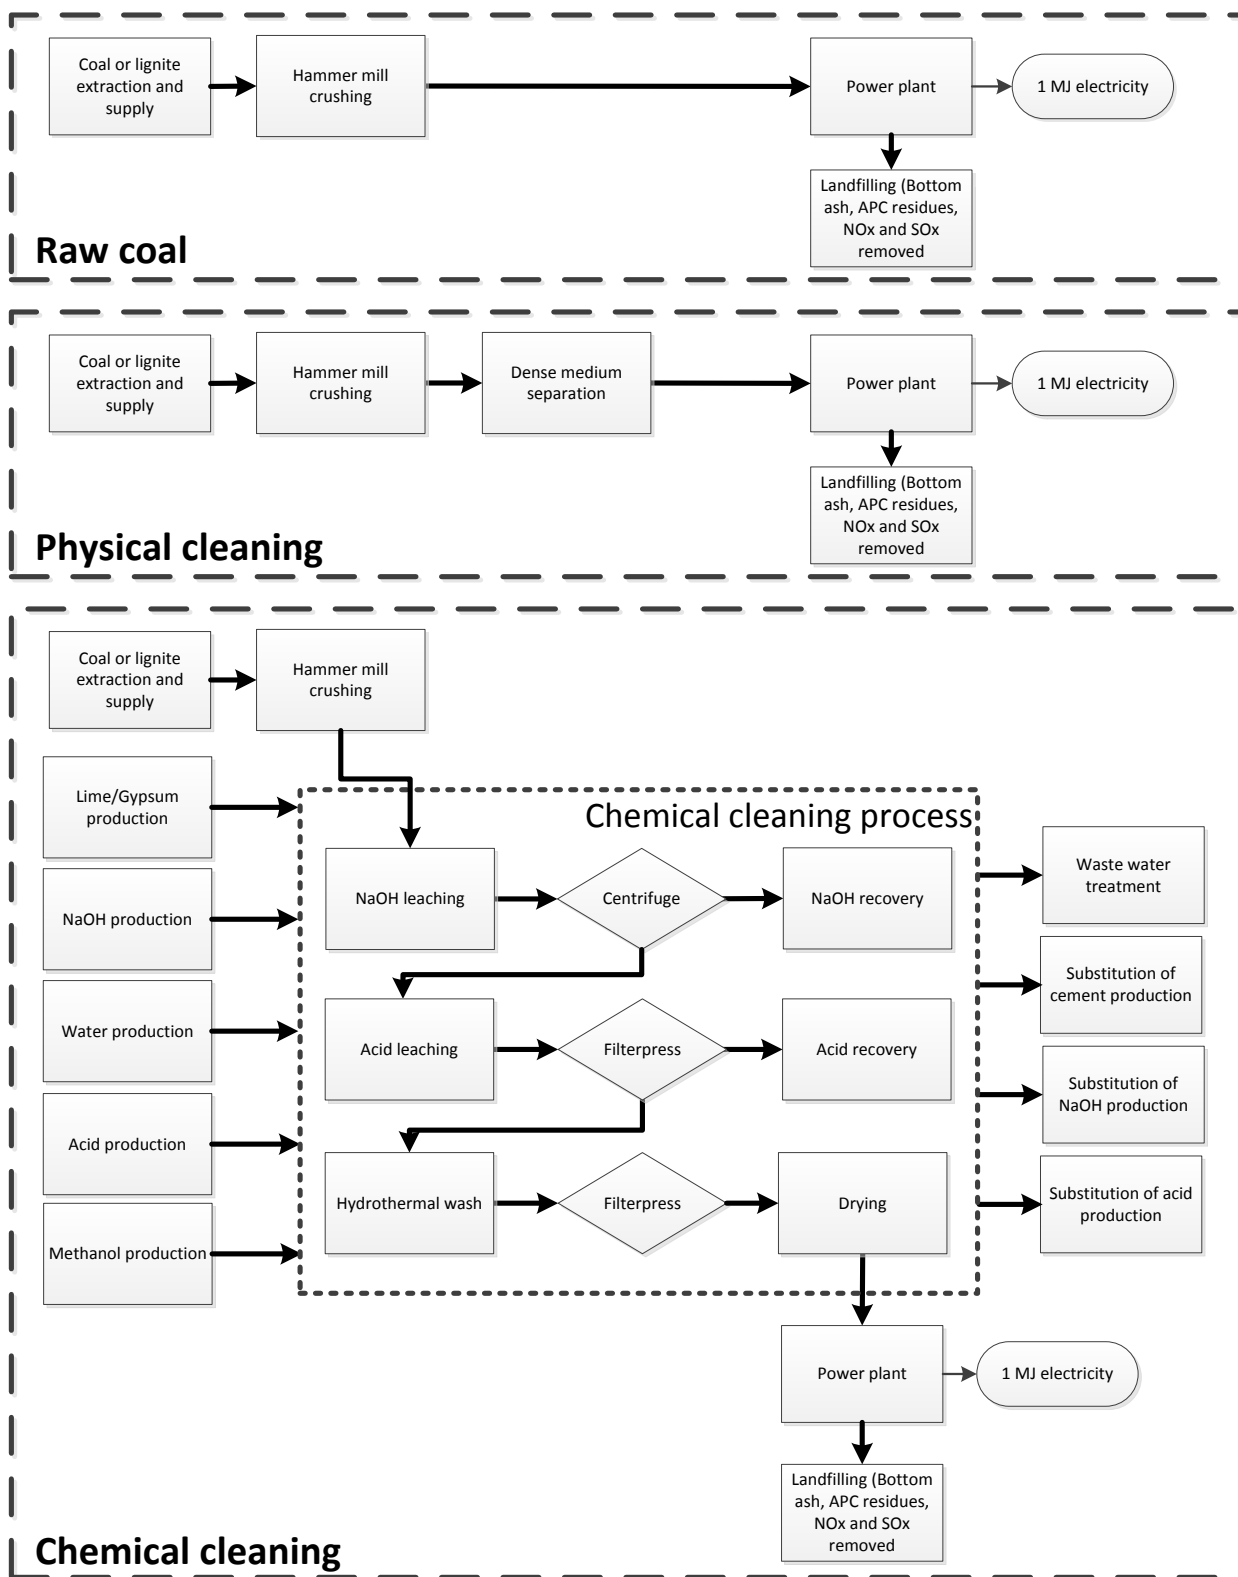 Coal or lignite
extraction and
supply
Hammer mill
crushing
Power plant
1 MJ electricity
Landfilling (Bottom
ash, APC residues,
NOx and SOx
removed
Raw coal
Coal or lignite
extraction and
supply
Hammer mill
crushing
Dense medium
separation
Power plant
1 MJ electricity
Landfilling (Bottom
ash, APC residues,
NOx and SOx
removed
Physical cleaning
Coal or lignite
extraction and
supply
Hammer mill
crushing
Lime/Gypsum
production
NaOH production
Water production
Acid production
Methanol production
Chemical cleaning process
NaOH leaching
Centrifuge
NaOH recovery
Acid leaching
Filterpress
Acid recovery
Hydrothermal wash
Filterpress
Drying
Waste water
treatment
Substitution of
cement production
Substitution of
NaOH production
Substitution of acid
production
Power plant
1 MJ electricity
Landfilling (Bottom
ash, APC residues,
NOx and SOx
removed
Chemical cleaning